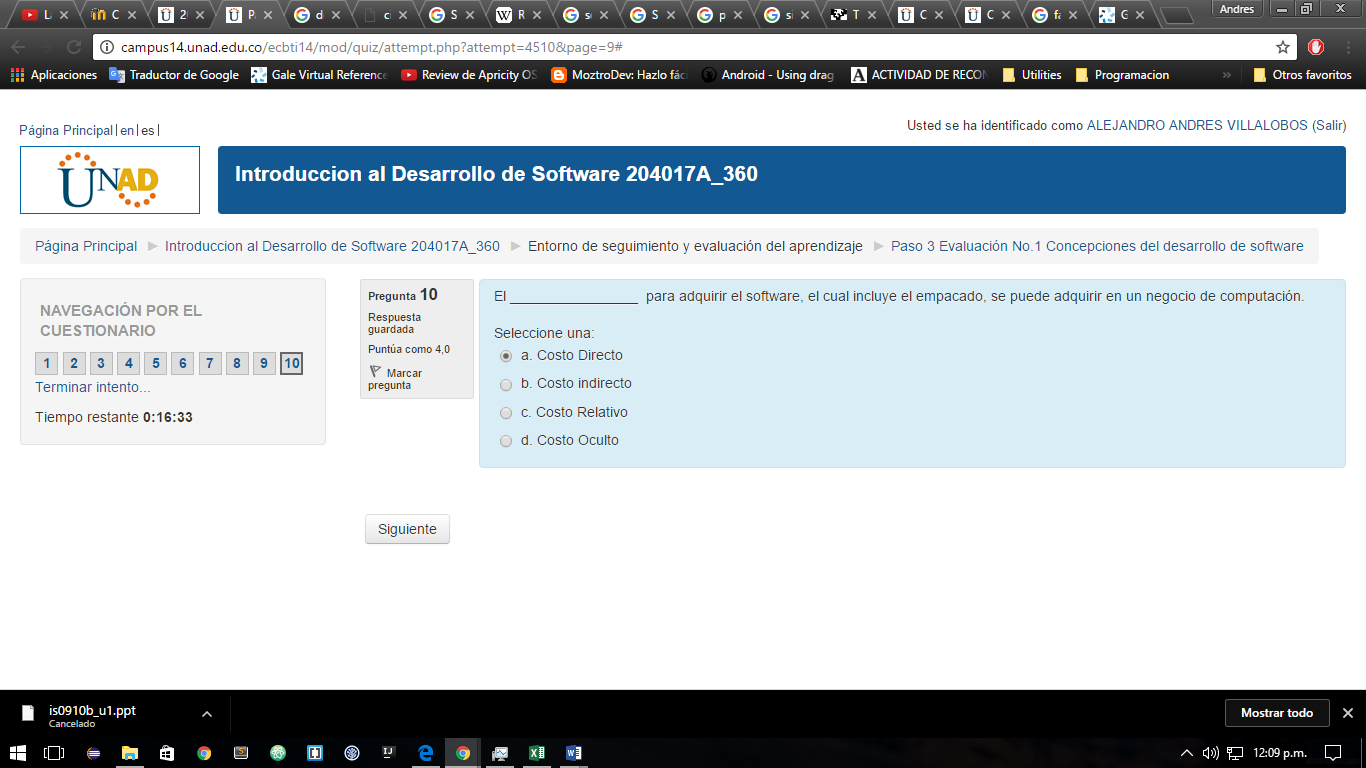 L
C
2
P
d
c
S
R
s
S
p
s
T
C
C
f
G
Andres
campus14.unad.edu.co/ecbti14/mod/quiz/attempt.php?attempt=4510&page=9#
Aplicaciones Traductor de Google Gale Virtual Reference Review de Apricity OS MoztroDev: Hazlo fác Android - Using drag ACTIVIDAD DE RECON Utilities Programacion » Otros favoritos
Página Principal | en | es |
Usted se ha identificado como ALEJANDRO ANDRES VILLALOBOS (Salir)
UNAD
Introduccion al Desarrollo de Software 204017A_360
Página Principal ► Introduccion al Desarrollo de Software 204017A_360 ► Entorno de seguimiento y evaluación del aprendizaje ► Paso 3 Evaluación No.1 Concepciones del desarrollo de software
NAVEGACIÓN POR EL
CUESTIONARIO
1 2 3 4 5 6 7 8 9 10
Terminar intento...
Tiempo restante 0:16:33
Pregunta 10
Respuesta
guardada
Puntúa como 4,0
Marcar
pregunta
El ________________ para adquirir el software, el cual incluye el empacado, se puede adquirir en un negocio de computación.
Seleccione una:
a. Costo Directo
b. Costo indirecto
c. Costo Relativo
d. Costo Oculto
Siguiente
is0910b_u1.ppt
Cancelado
Mostrar todo
12:09 p.m.